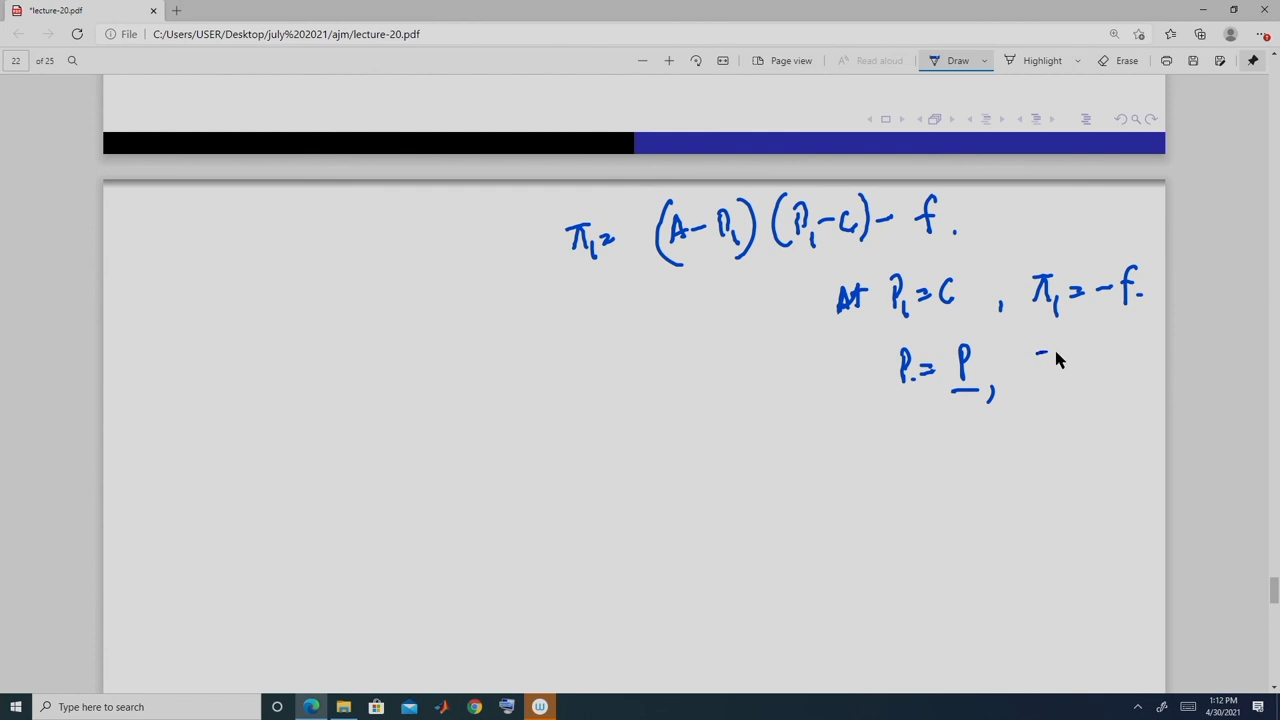 *lecture-20.pdf
File C:/Users/USER/Desktop/july%202021/ajm/lecture-20.pdf
22 of 25 Page view Read aloud Draw Highlight Erase
π₁ = (A - P₁) (P₁ - C) - f.
At P₁ = C , π₁ = -f.
P. = <u>P</u> ,
Type here to search
1:12 PM
4/30/2021